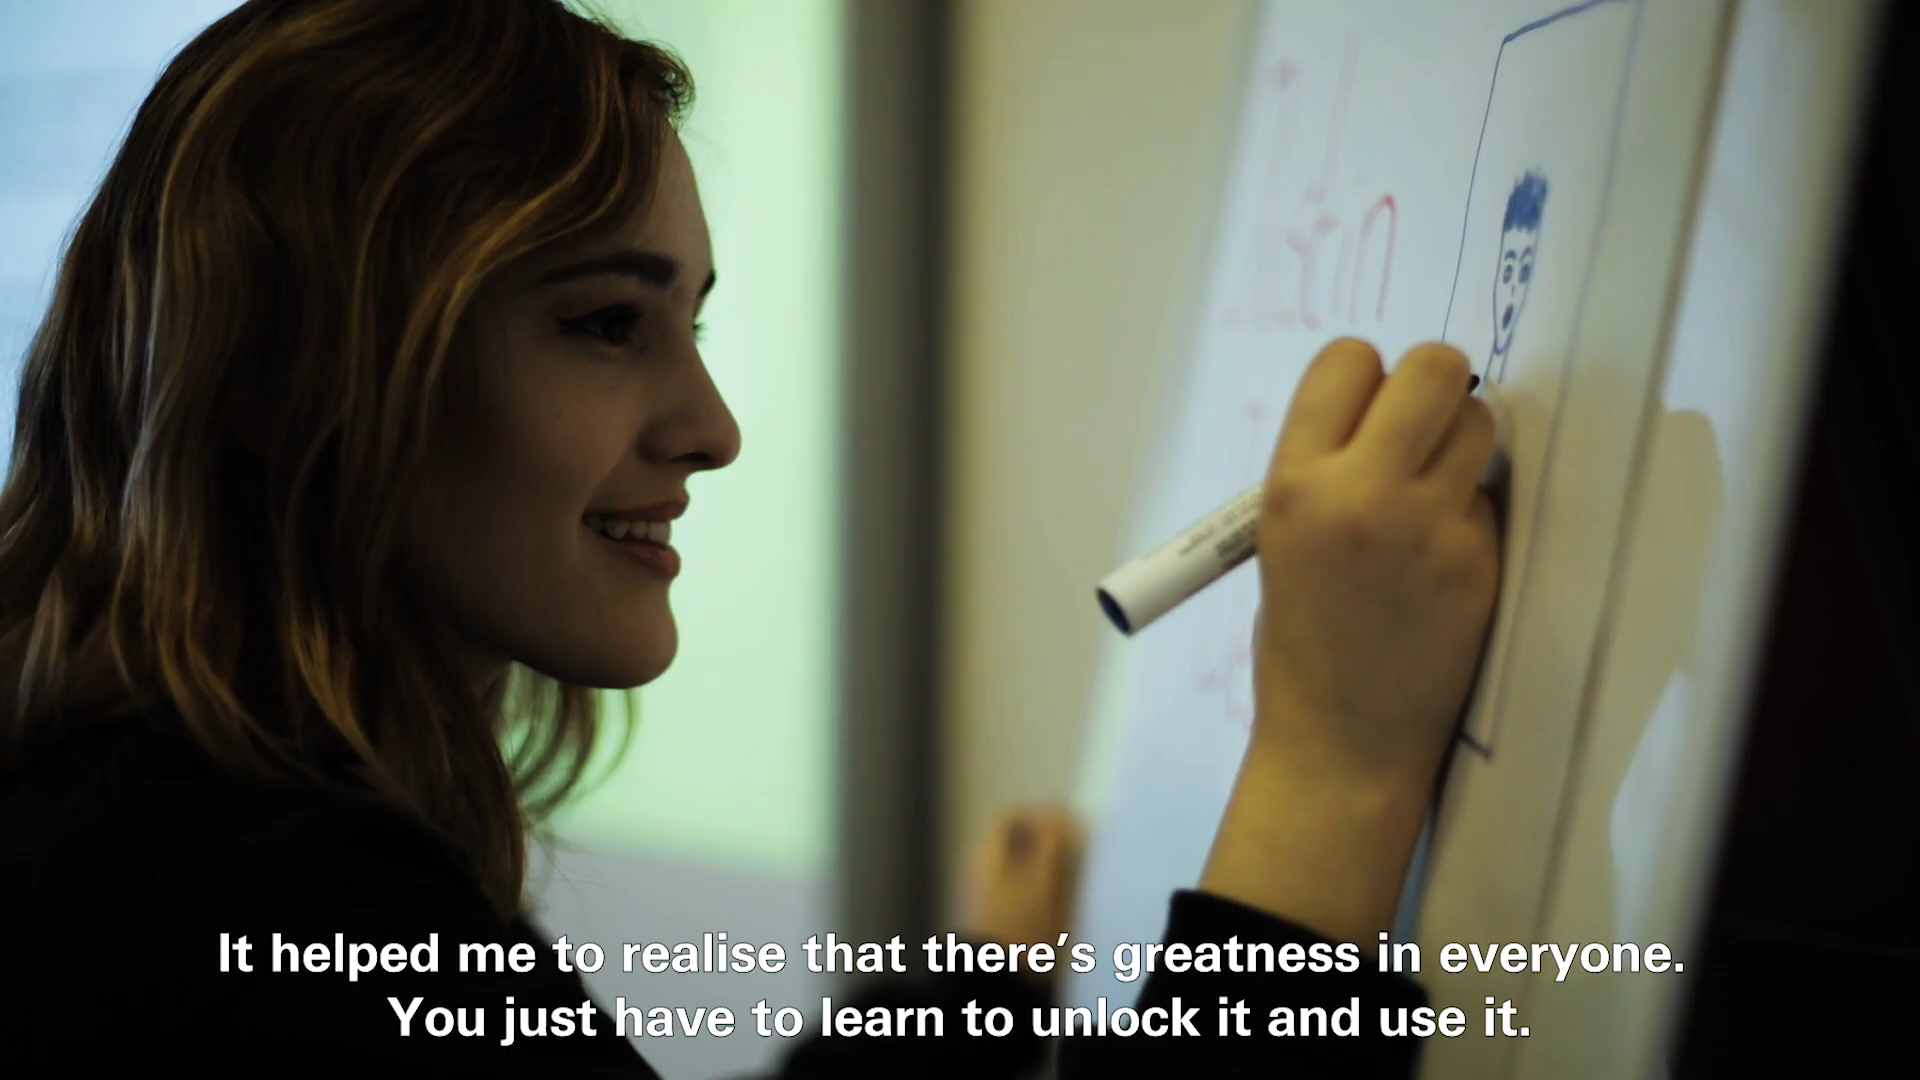 It helped me to realise that there's greatness in everyone.
You just have to learn to unlock it and use it.